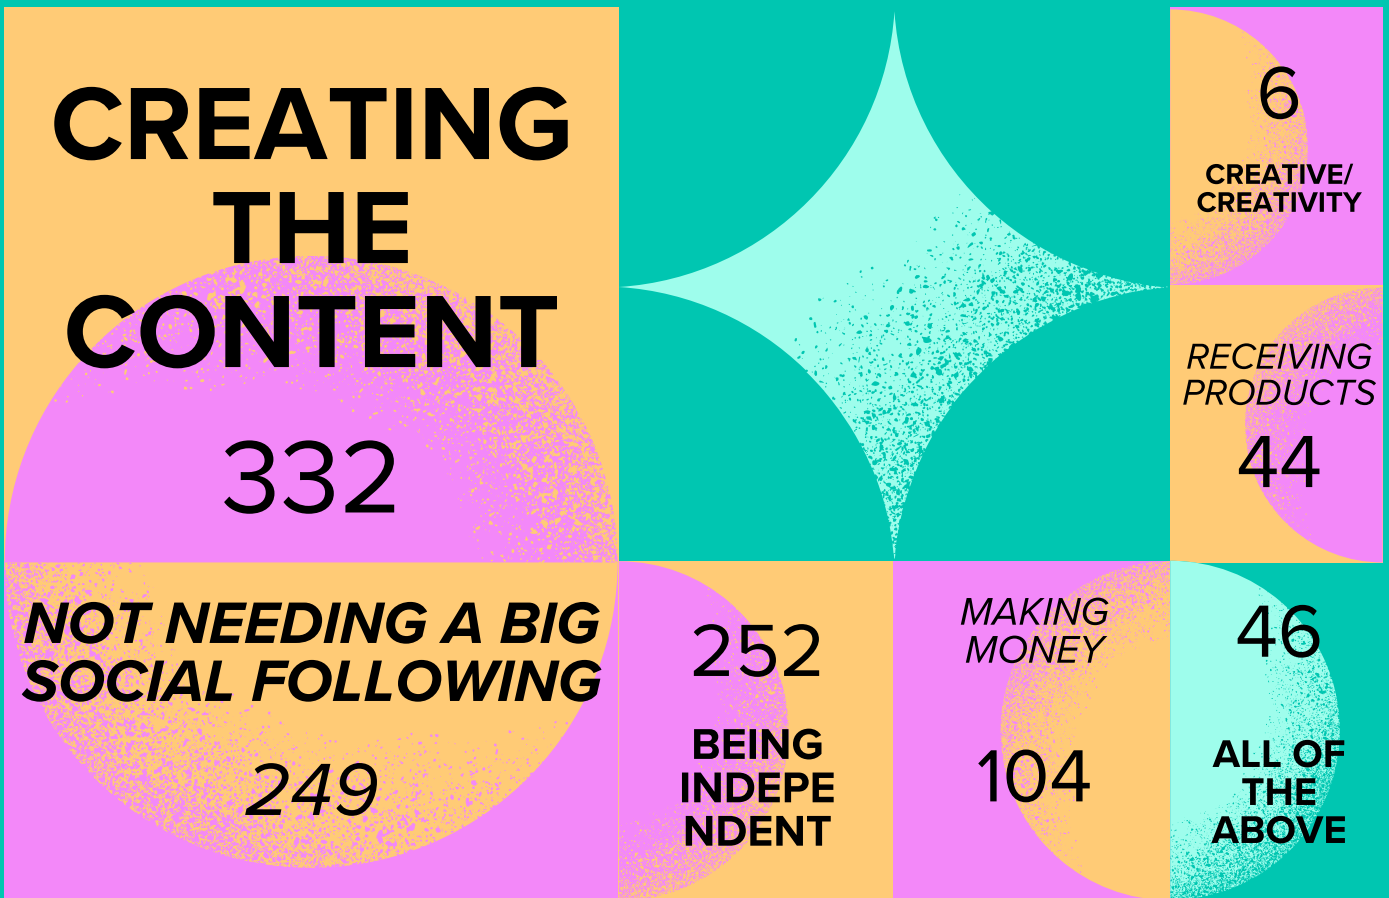 CREATING
THE
CONTENT
332
NOT NEEDING A BIG
SOCIAL FOLLOWING
249
252
BEING
INDEPE
NDENT
MAKING
MONEY
104
6
CREATIVE/
CREATIVITY
RECEIVING
PRODUCTS
44
46
ALL OF
THE
ABOVE